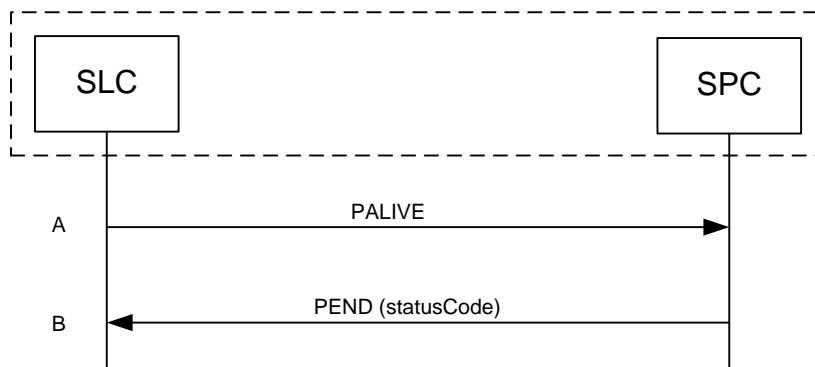 SLC
SPC
A
PALIVE
B
PEND (statusCode)